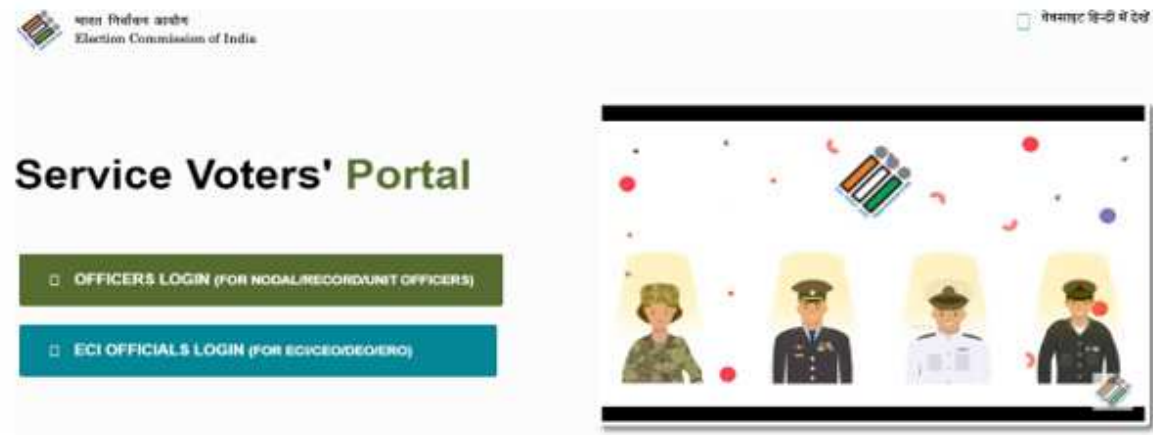 भारत निर्वाचन आयोग
Election Commission of India
वेबसाइट हिन्दी में देखें
Service Voters' Portal
OFFICERS LOGIN (FOR NODAL/RECORD/UNIT OFFICERS)
ECI OFFICIALS LOGIN (FOR ECI/CEO/DEO/ERO)